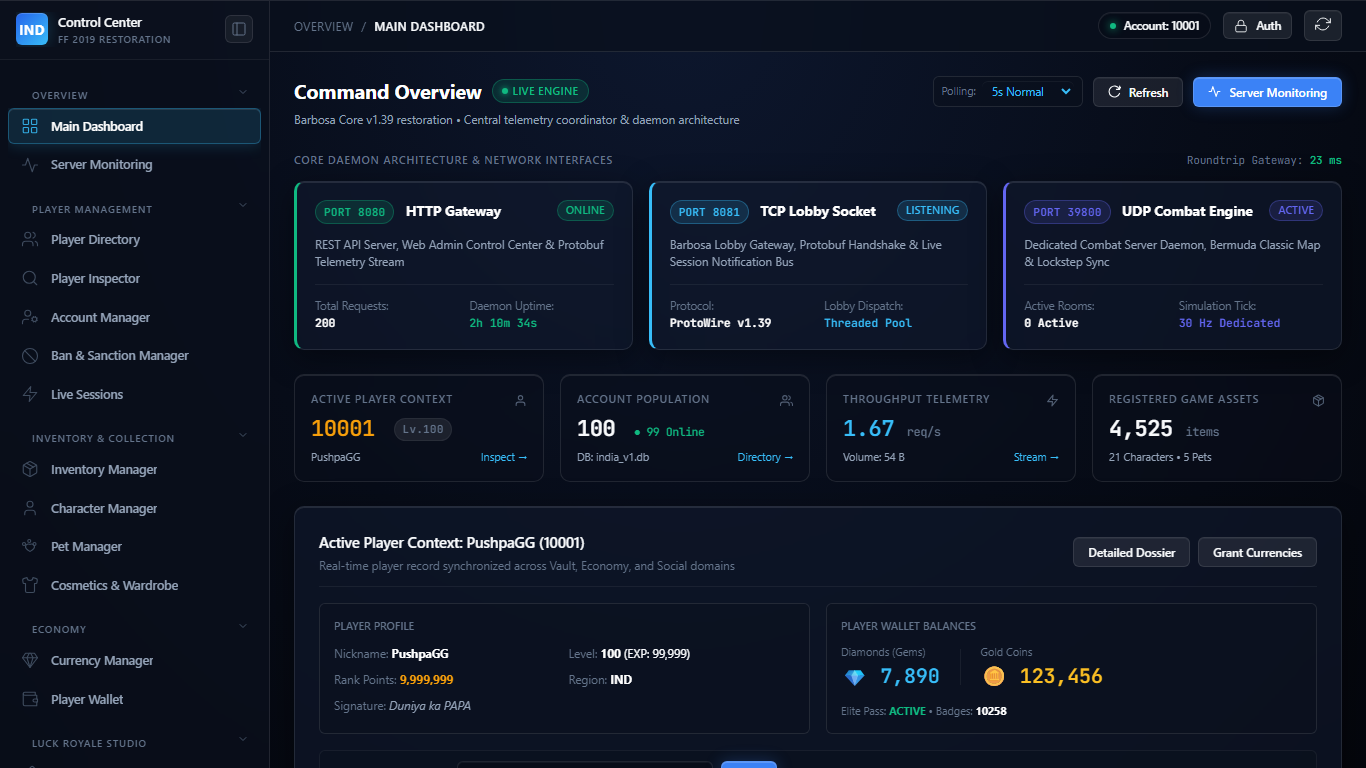 IND
Control Center
FF 2019 RESTORATION
OVERVIEW / MAIN DASHBOARD
Account: 10001
Auth
OVERVIEW
Main Dashboard
Server Monitoring
PLAYER MANAGEMENT
Player Directory
Player Inspector
Account Manager
Ban & Sanction Manager
Live Sessions
INVENTORY & COLLECTION
Inventory Manager
Character Manager
Pet Manager
Cosmetics & Wardrobe
ECONOMY
Currency Manager
Player Wallet
LUCK ROYALE STUDIO
Command Overview
LIVE ENGINE
Barbosa Core v1.39 restoration • Central telemetry coordinator & daemon architecture
Polling: 5s Normal
Refresh
Server Monitoring
CORE DAEMON ARCHITECTURE & NETWORK INTERFACES
Roundtrip Gateway: 23 ms
PORT 8080 HTTP Gateway ONLINE
REST API Server, Web Admin Control Center & Protobuf
Telemetry Stream
Total Requests: Daemon Uptime:
200 2h 10m 34s
PORT 8081 TCP Lobby Socket LISTENING
Barbosa Lobby Gateway, Protobuf Handshake & Live
Session Notification Bus
Protocol: Lobby Dispatch:
ProtoWire v1.39 Threaded Pool
PORT 39800 UDP Combat Engine ACTIVE
Dedicated Combat Server Daemon, Bermuda Classic Map
& Lockstep Sync
Active Rooms: Simulation Tick:
0 Active 30 Hz Dedicated
ACTIVE PLAYER CONTEXT
10001 Lv.100
PushpaGG Inspect →
ACCOUNT POPULATION
100 ● 99 Online
DB: india_v1.db Directory →
THROUGHPUT TELEMETRY
1.67 req/s
Volume: 54 B Stream →
REGISTERED GAME ASSETS
4,525 items
21 Characters • 5 Pets
Active Player Context: PushpaGG (10001)
Real-time player record synchronized across Vault, Economy, and Social domains
Detailed Dossier
Grant Currencies
PLAYER PROFILE
Nickname: PushpaGG Level: 100 (EXP: 99,999)
Rank Points: 9,999,999 Region: IND
Signature: Duniya ka PAPA
PLAYER WALLET BALANCES
Diamonds (Gems) Gold Coins
7,890 123,456
Elite Pass: ACTIVE • Badges: 10258